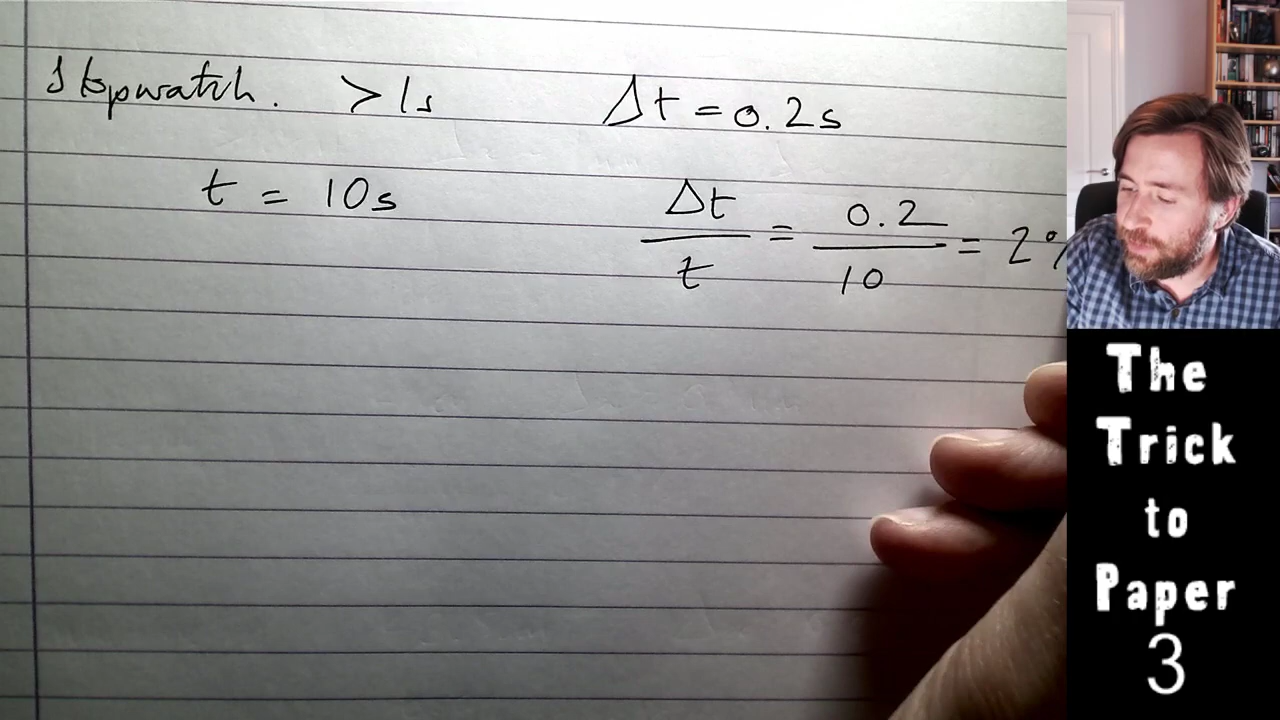 Stopwatch. > 1s Δt = 0.2s
t = 10s
Δt / t = 0.2 / 10 = 2%
The
Trick
to
Paper
3